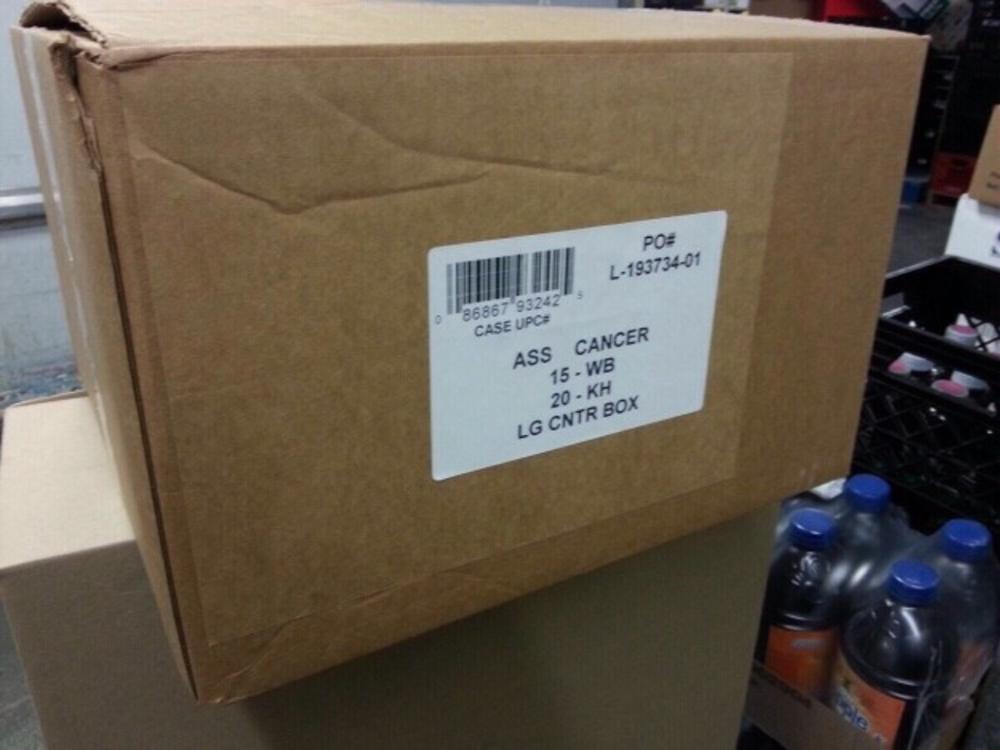 PO#
L-193734-01
0 86867 93242 5
CASE UPC#
ASS CANCER
15 - WB
20 - KH
LG CNTR BOX